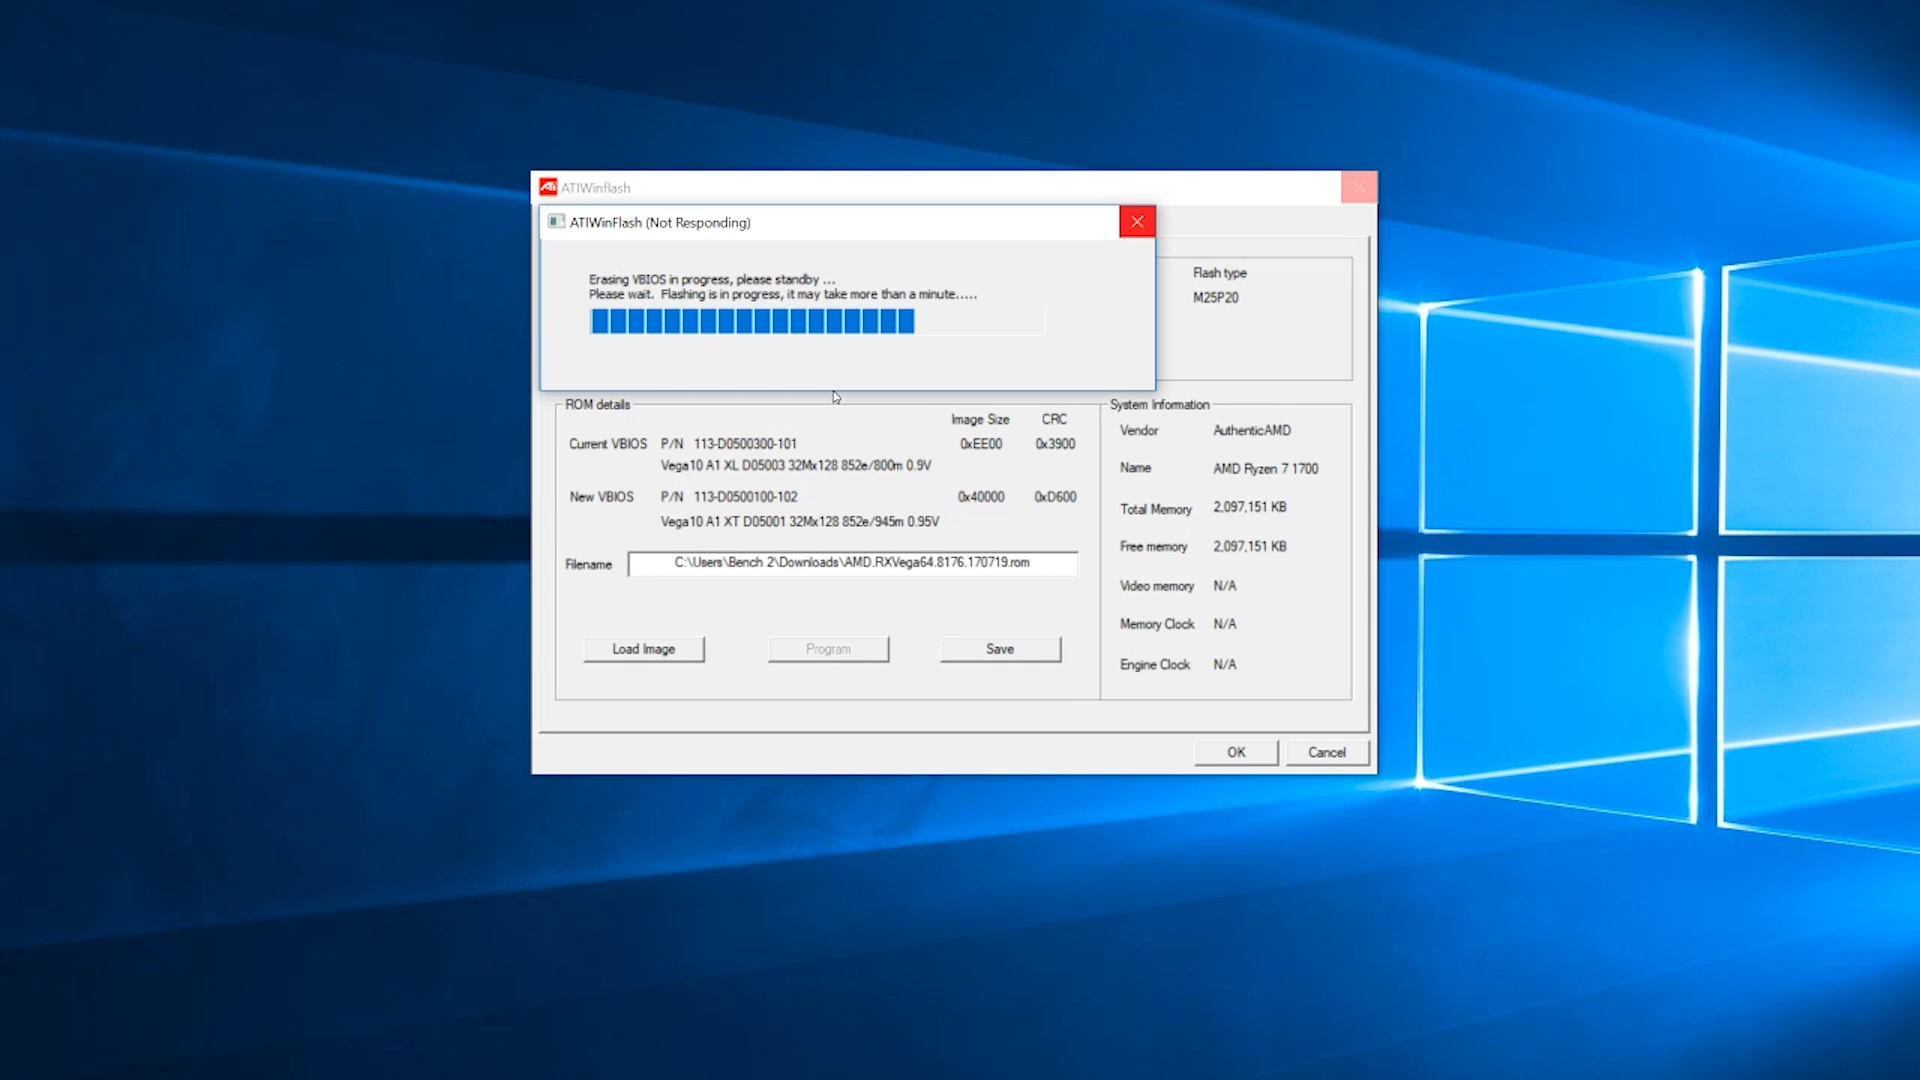 ATI ATIWinflash
ATIWinFlash (Not Responding)
Erasing VBIOS in progress, please standby ...
Please wait. Flashing is in progress, it may take more than a minute.....
Flash type
M25P20
ROM details
Image Size CRC
Current VBIOS P/N 113-D0500300-101 0xEE00 0x3900
Vega10 A1 XL D05003 32Mx128 852e/800m 0.9V
New VBIOS P/N 113-D0500100-102 0x40000 0xD600
Vega10 A1 XT D05001 32Mx128 852e/945m 0.95V
Filename C:\Users\Bench 2\Downloads\AMD.RXVega64.8176.170719.rom
Load Image Program Save
System Information
Vendor AuthenticAMD
Name AMD Ryzen 7 1700
Total Memory 2,097,151 KB
Free memory 2,097,151 KB
Video memory N/A
Memory Clock N/A
Engine Clock N/A
OK Cancel